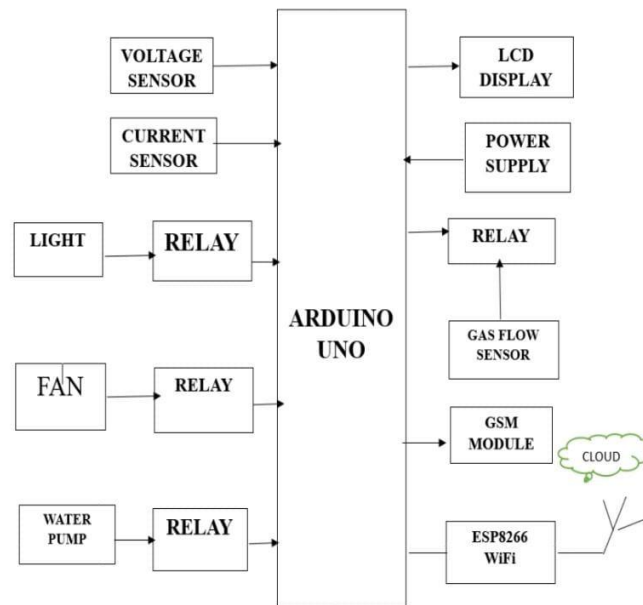 VOLTAGE
SENSOR
CURRENT
SENSOR
LIGHT
RELAY
FAN
RELAY
WATER
PUMP
RELAY
ARDUINO
UNO
LCD
DISPLAY
POWER
SUPPLY
RELAY
GAS FLOW
SENSOR
GSM
MODULE
CLOUD
ESP8266
WiFi